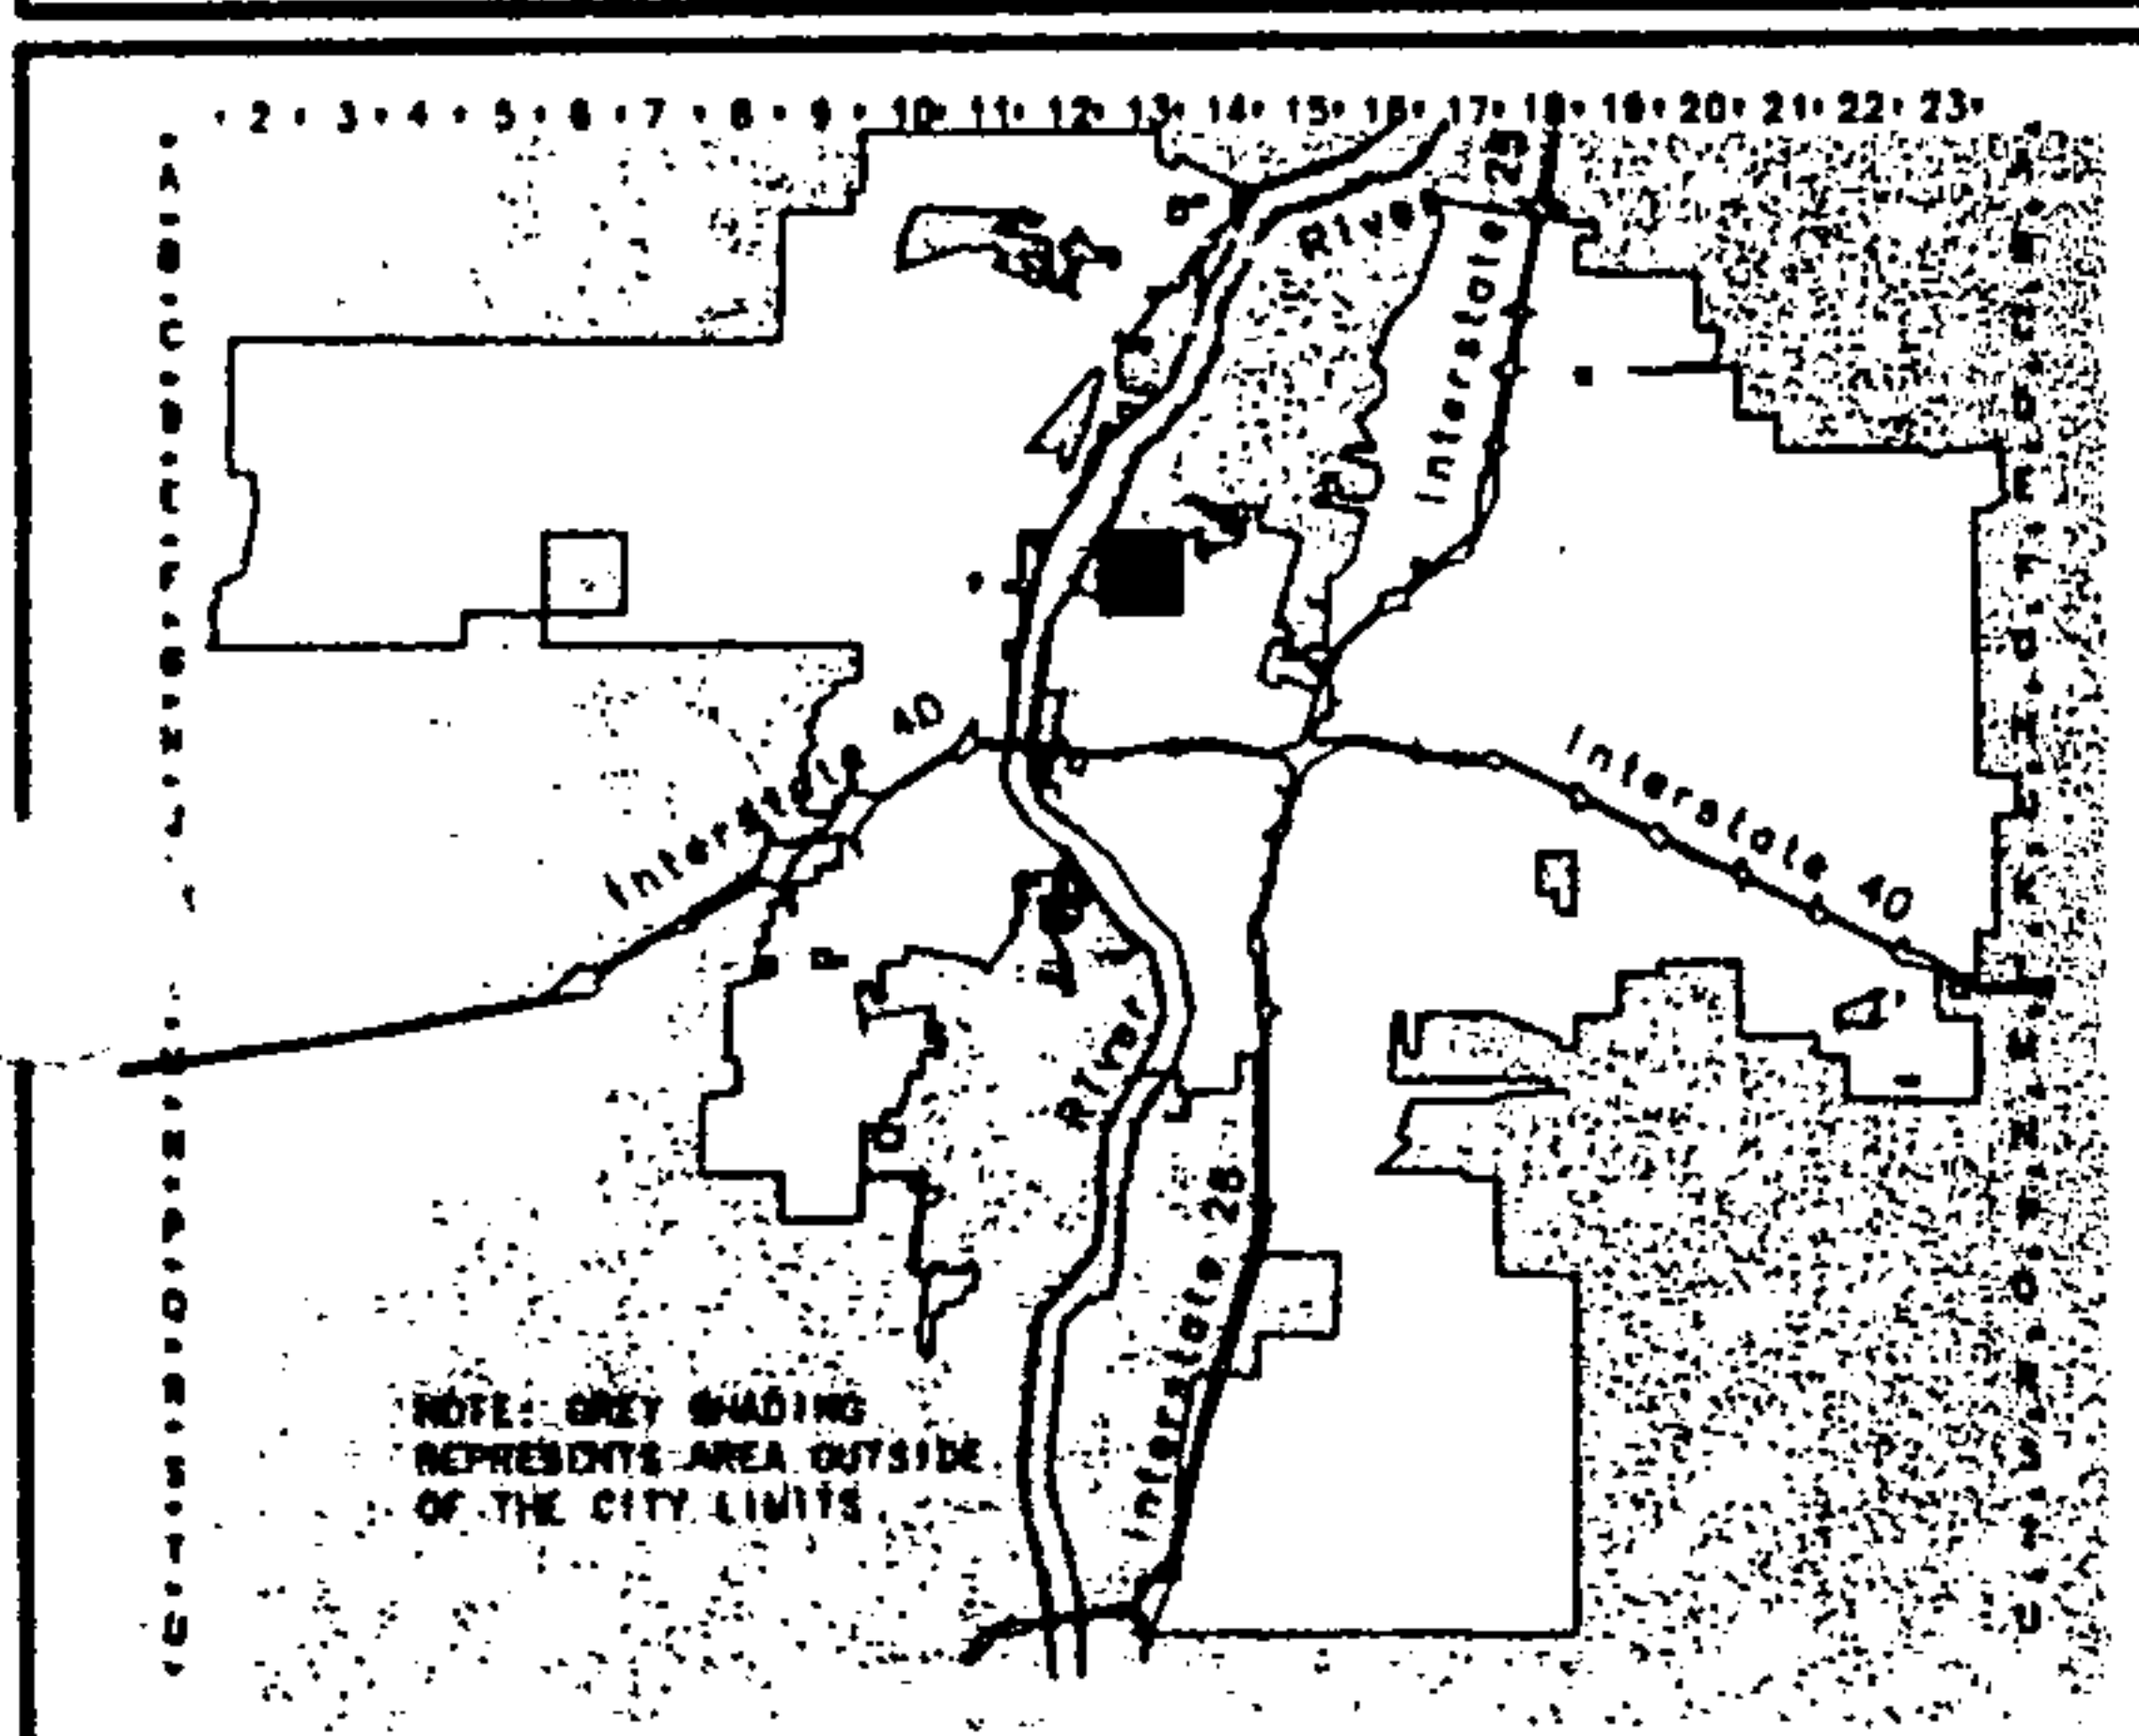 2 3 4 5 6 7 8 9 10 11 12 13 14 15 16 17 18 19 20 21 22 23
A
B
C
D
E
F
G
H
J
M
N
P
Q
R
S
T
U
River
Interstate 29
Interstate
Interstate 40
Interstate 40
River
Interstate
NOTE: GREY SHADING
REPRESENTS AREA OUTSIDE
OF THE CITY LIMITS
A
B
C
D
E
F
G
H
J
K
L
M
N
P
Q
R
S
T
U